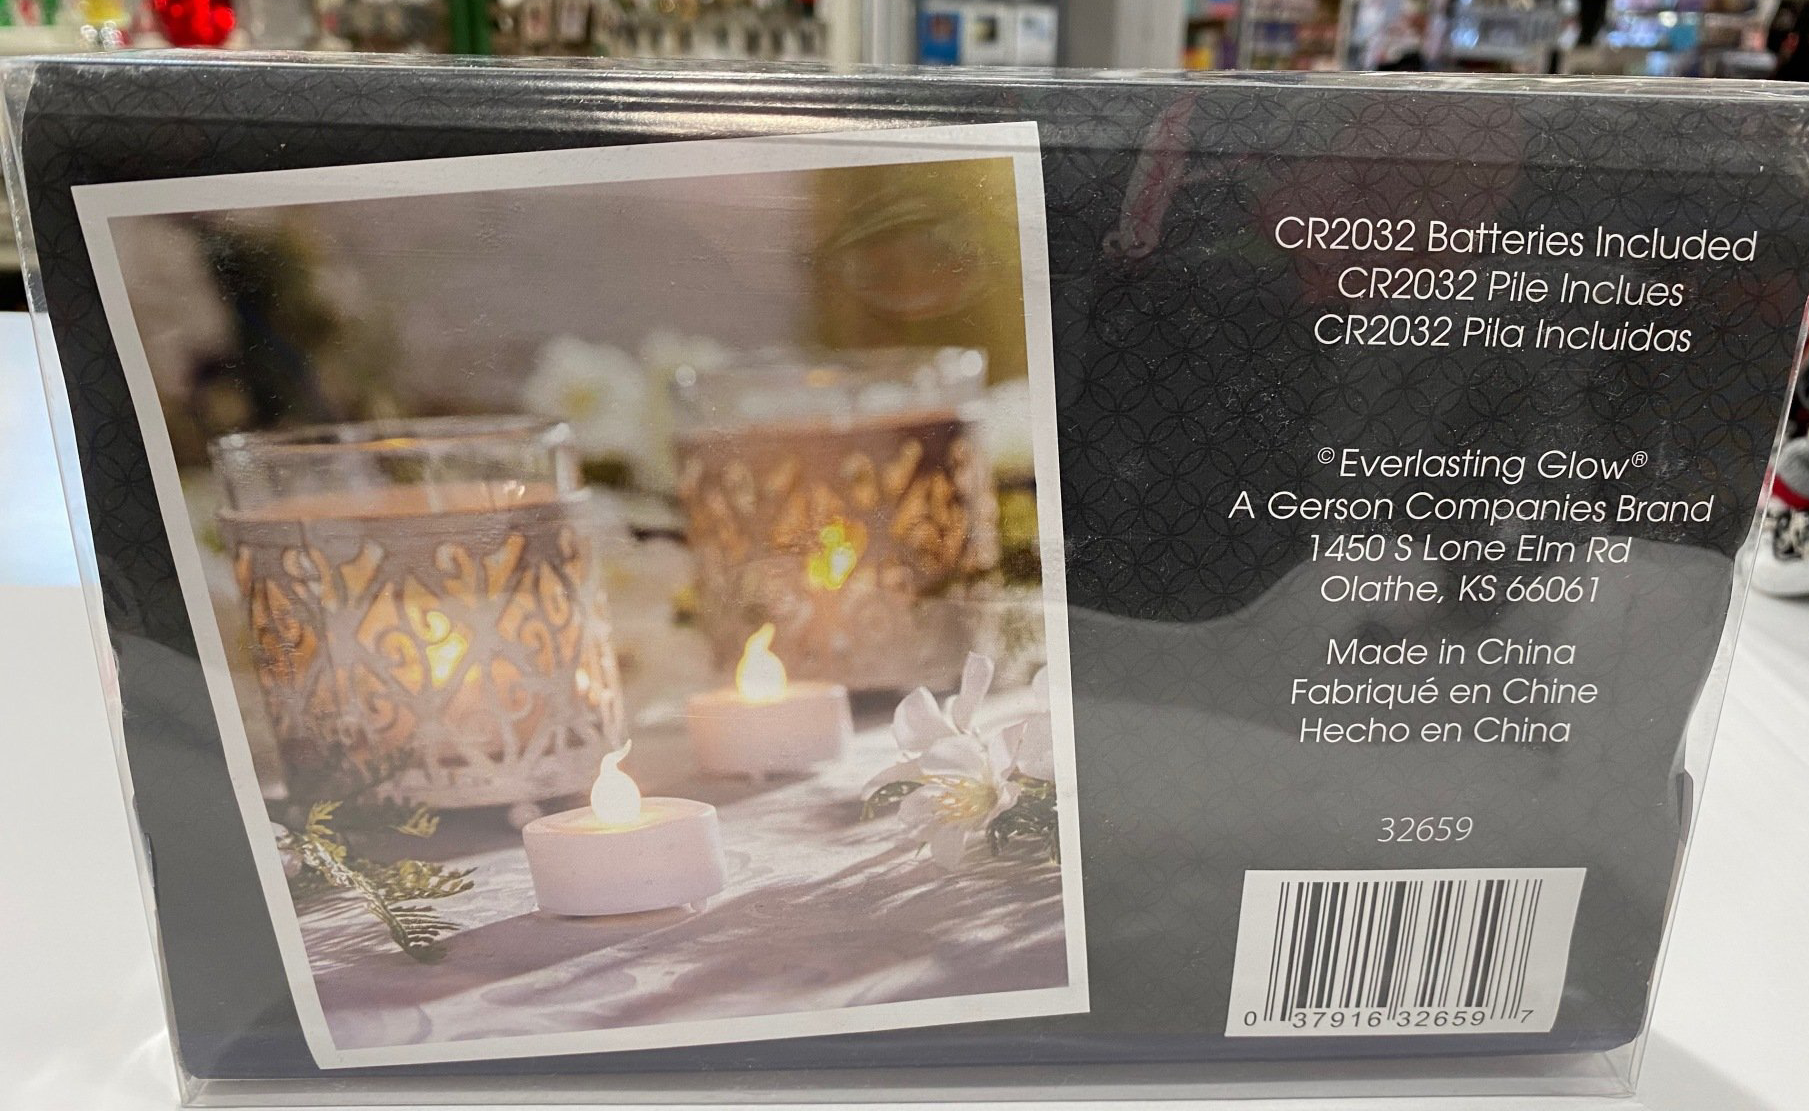 CR2032 Batteries Included
CR2032 Pile Inclues
CR2032 Pila Incluidas
©Everlasting Glow®
A Gerson Companies Brand
1450 S Lone Elm Rd
Olathe, KS 66061
Made in China
Fabriqué en Chine
Hecho en China
32659
0 37916 32659 7